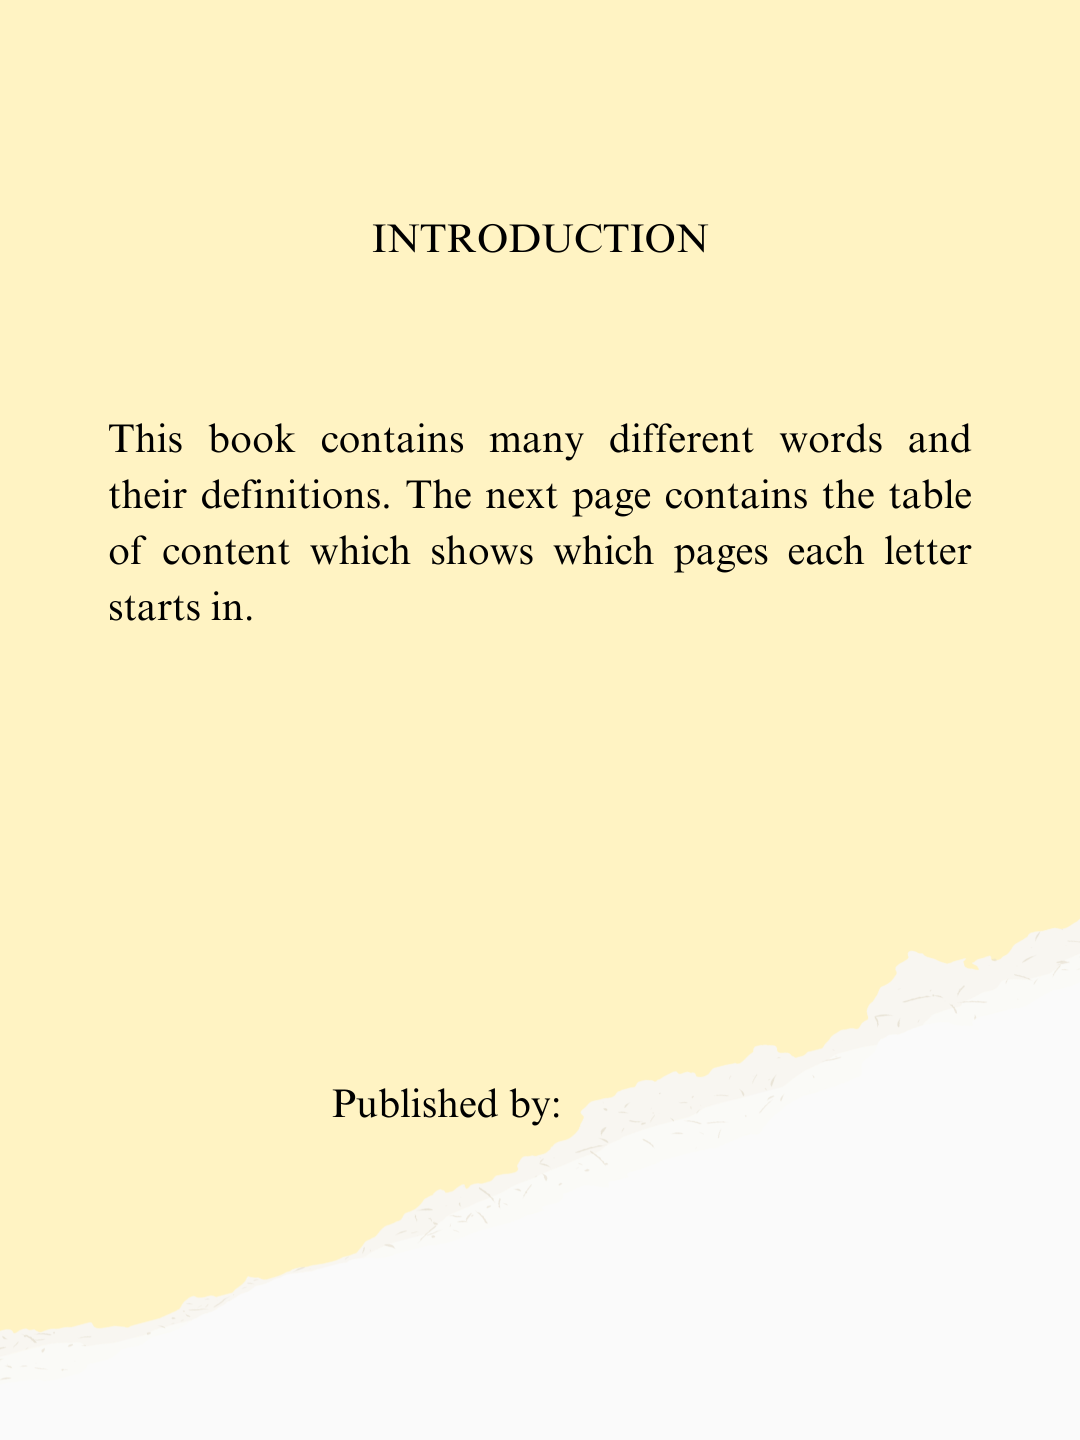 INTRODUCTION
This book contains many different words and
their definitions. The next page contains the table
of content which shows which pages each letter
starts in.
Published by: